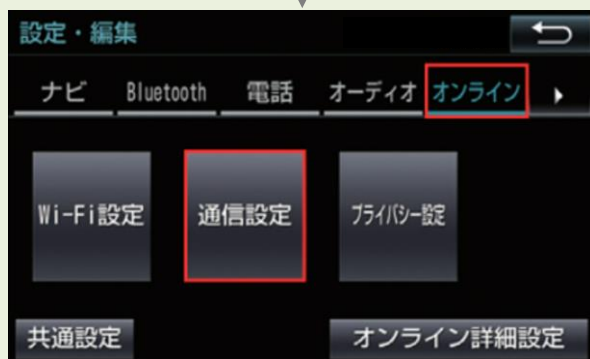 設定・編集
ナビ Bluetooth 電話 オーディオ オンライン
Wi-Fi設定 通信設定 プライバシー設定
共通設定 オンライン詳細設定